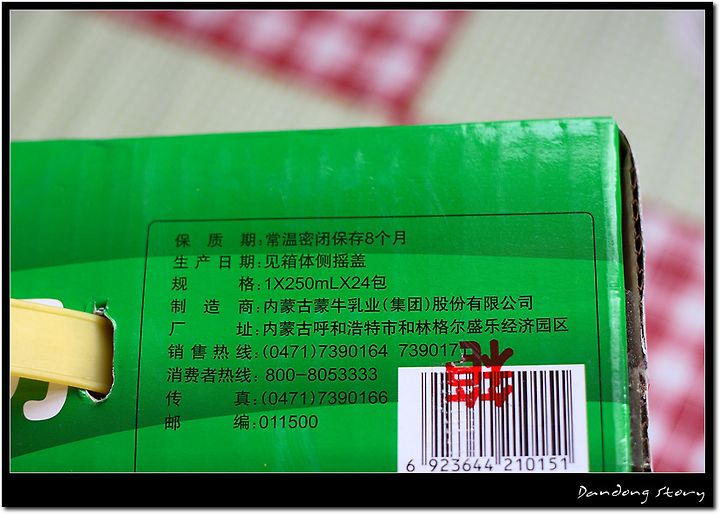 保 质 期:常温密闭保存8个月
生产日期:见箱体侧摇盖
规 格:1X250mLX24包
制 造 商:内蒙古蒙牛乳业(集团)股份有限公司
厂 址:内蒙古呼和浩特市和林格尔盛乐经济园区
销售热线:(0471)7390164 7390171
消费者热线:800-8053333
传 真:(0471)7390166
邮 编:011500
6 923644 210151
Dandong Story